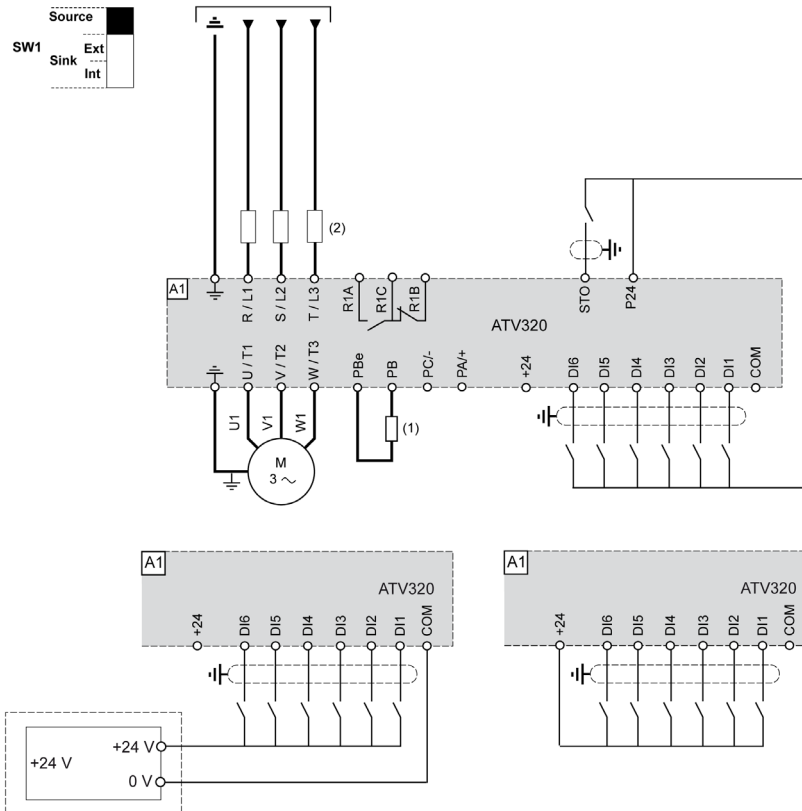 Source
SW1
Ext
Sink
Int
(2)
A1
R / L1
S / L2
T / L3
R1A
R1C
R1B
STO
P24
ATV320
U / T1
V / T2
W / T3
PBe
PB
PC/-
PA/+
+24
DI6
DI5
DI4
DI3
DI2
DI1
COM
U1
V1
W1
(1)
M
3 ~
A1
ATV320
+24
DI6
DI5
DI4
DI3
DI2
DI1
COM
+24 V
+24 V
0 V
A1
ATV320
+24
DI6
DI5
DI4
DI3
DI2
DI1
COM